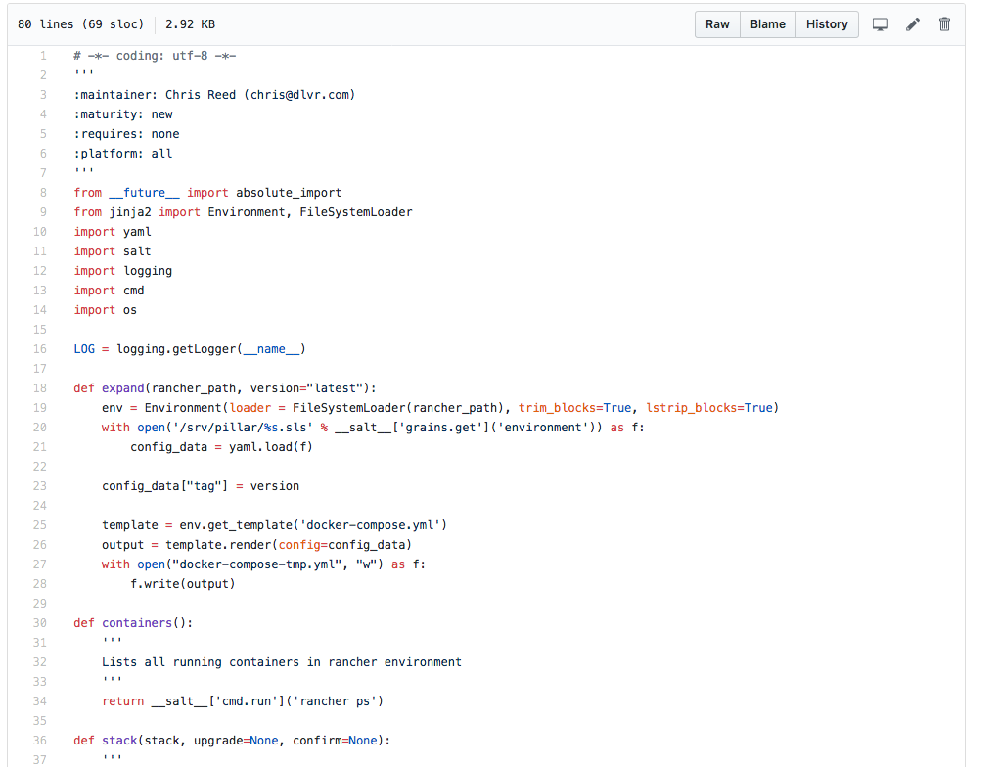 80 lines (69 sloc) 2.92 KB Raw Blame History
1 # -*- coding: utf-8 -*-
2 '''
3 :maintainer: Chris Reed (chris@dlvr.com)
4 :maturity: new
5 :requires: none
6 :platform: all
7 '''
8 from __future__ import absolute_import
9 from jinja2 import Environment, FileSystemLoader
10 import yaml
11 import salt
12 import logging
13 import cmd
14 import os
15
16 LOG = logging.getLogger(__name__)
17
18 def expand(rancher_path, version="latest"):
19 env = Environment(loader = FileSystemLoader(rancher_path), trim_blocks=True, lstrip_blocks=True)
20 with open('/srv/pillar/%s.sls' % __salt__['grains.get']('environment')) as f:
21 config_data = yaml.load(f)
22
23 config_data["tag"] = version
24
25 template = env.get_template('docker-compose.yml')
26 output = template.render(config=config_data)
27 with open("docker-compose-tmp.yml", "w") as f:
28 f.write(output)
29
30 def containers():
31 '''
32 Lists all running containers in rancher environment
33 '''
34 return __salt__['cmd.run']('rancher ps')
35
36 def stack(stack, upgrade=None, confirm=None):
37 '''